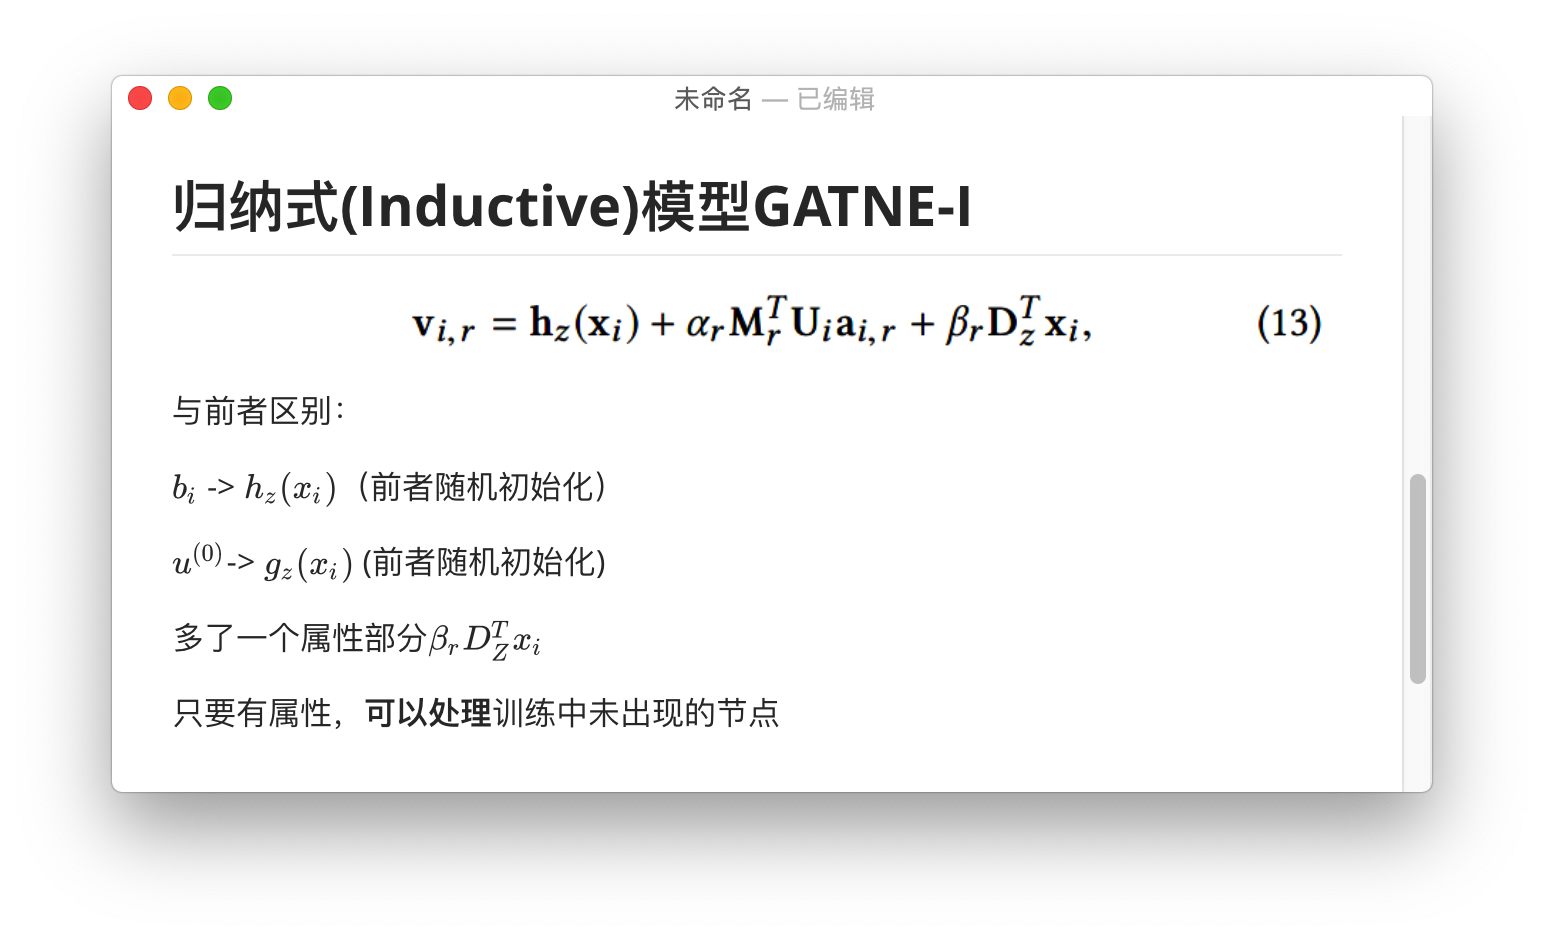 未命名 — 已编辑
归纳式(Inductive)模型GATNE-I
$\mathbf{v}_{i,r} = \mathbf{h}_z(\mathbf{x}_i) + \alpha_r \mathbf{M}_r^T \mathbf{U}_i \mathbf{a}_{i,r} + \beta_r \mathbf{D}_z^T \mathbf{x}_i,$ (13)
与前者区别：
$b_i$ -> $h_z(x_i)$（前者随机初始化）
$u^{(0)}$-> $g_z(x_i)$ (前者随机初始化)
多了一个属性部分$\beta_r D_Z^T x_i$
只要有属性，可以处理训练中未出现的节点